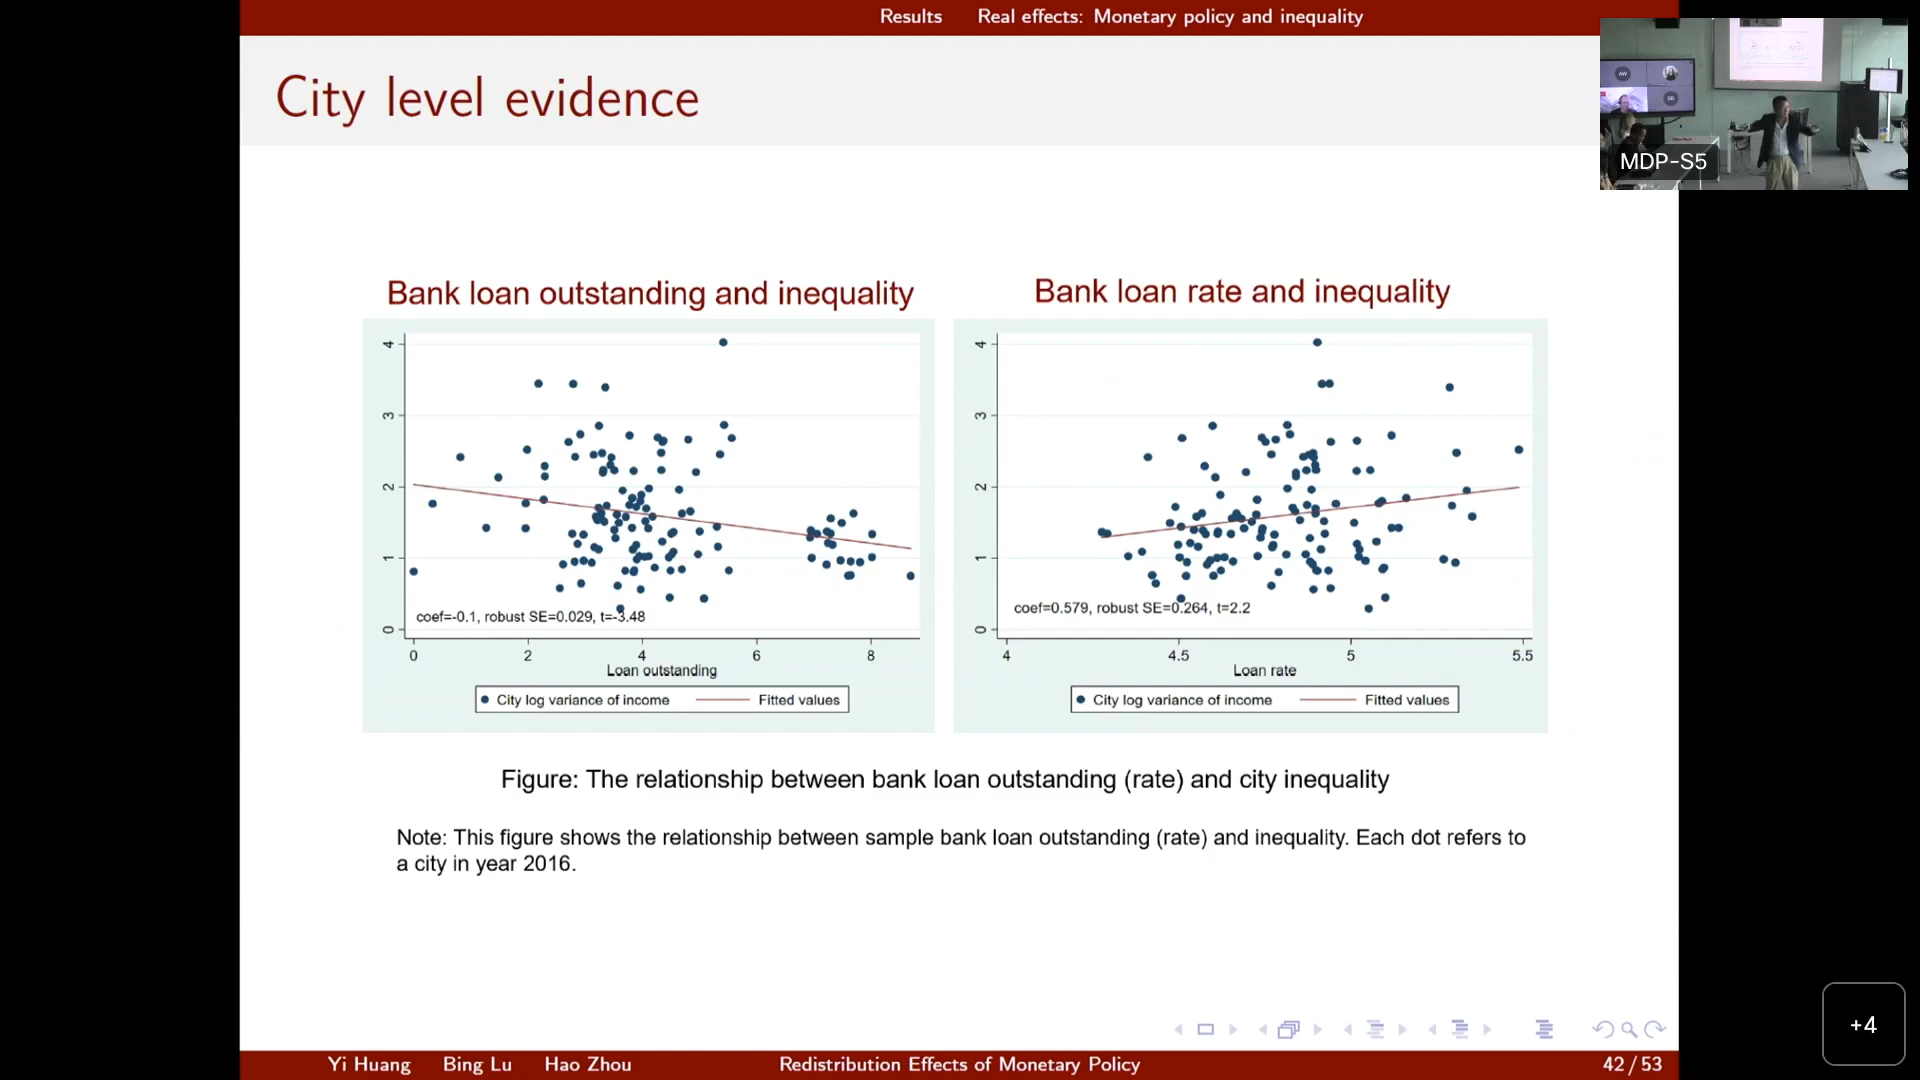 Results Real effects: Monetary policy and inequality
City level evidence
MDP-S5
Bank loan outstanding and inequality
4
3
2
1
0
coef=-0.1, robust SE=0.029, t=-3.48
0 2 4 6 8
Loan outstanding
City log variance of income Fitted values
Bank loan rate and inequality
4
3
2
1
0
coef=0.579, robust SE=0.264, t=2.2
4 4.5 5 5.5
Loan rate
City log variance of income Fitted values
Figure: The relationship between bank loan outstanding (rate) and city inequality
Note: This figure shows the relationship between sample bank loan outstanding (rate) and inequality. Each dot refers to
a city in year 2016.
+4
Yi Huang Bing Lu Hao Zhou Redistribution Effects of Monetary Policy 42 / 53